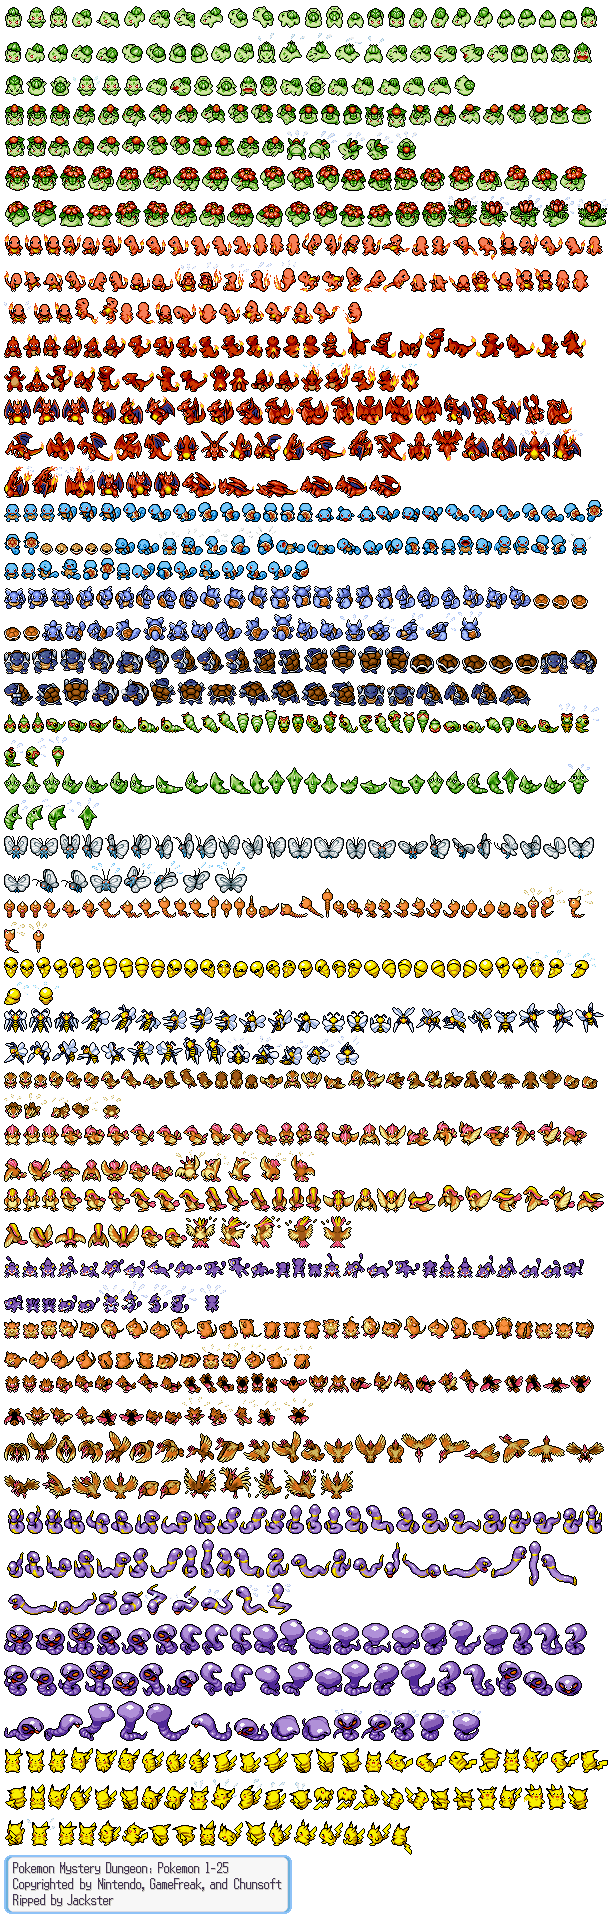 Pokemon Mystery Dungeon: Pokemon 1-25
Copyrighted by Nintendo, GameFreak, and Chunsoft
Ripped by Jackster